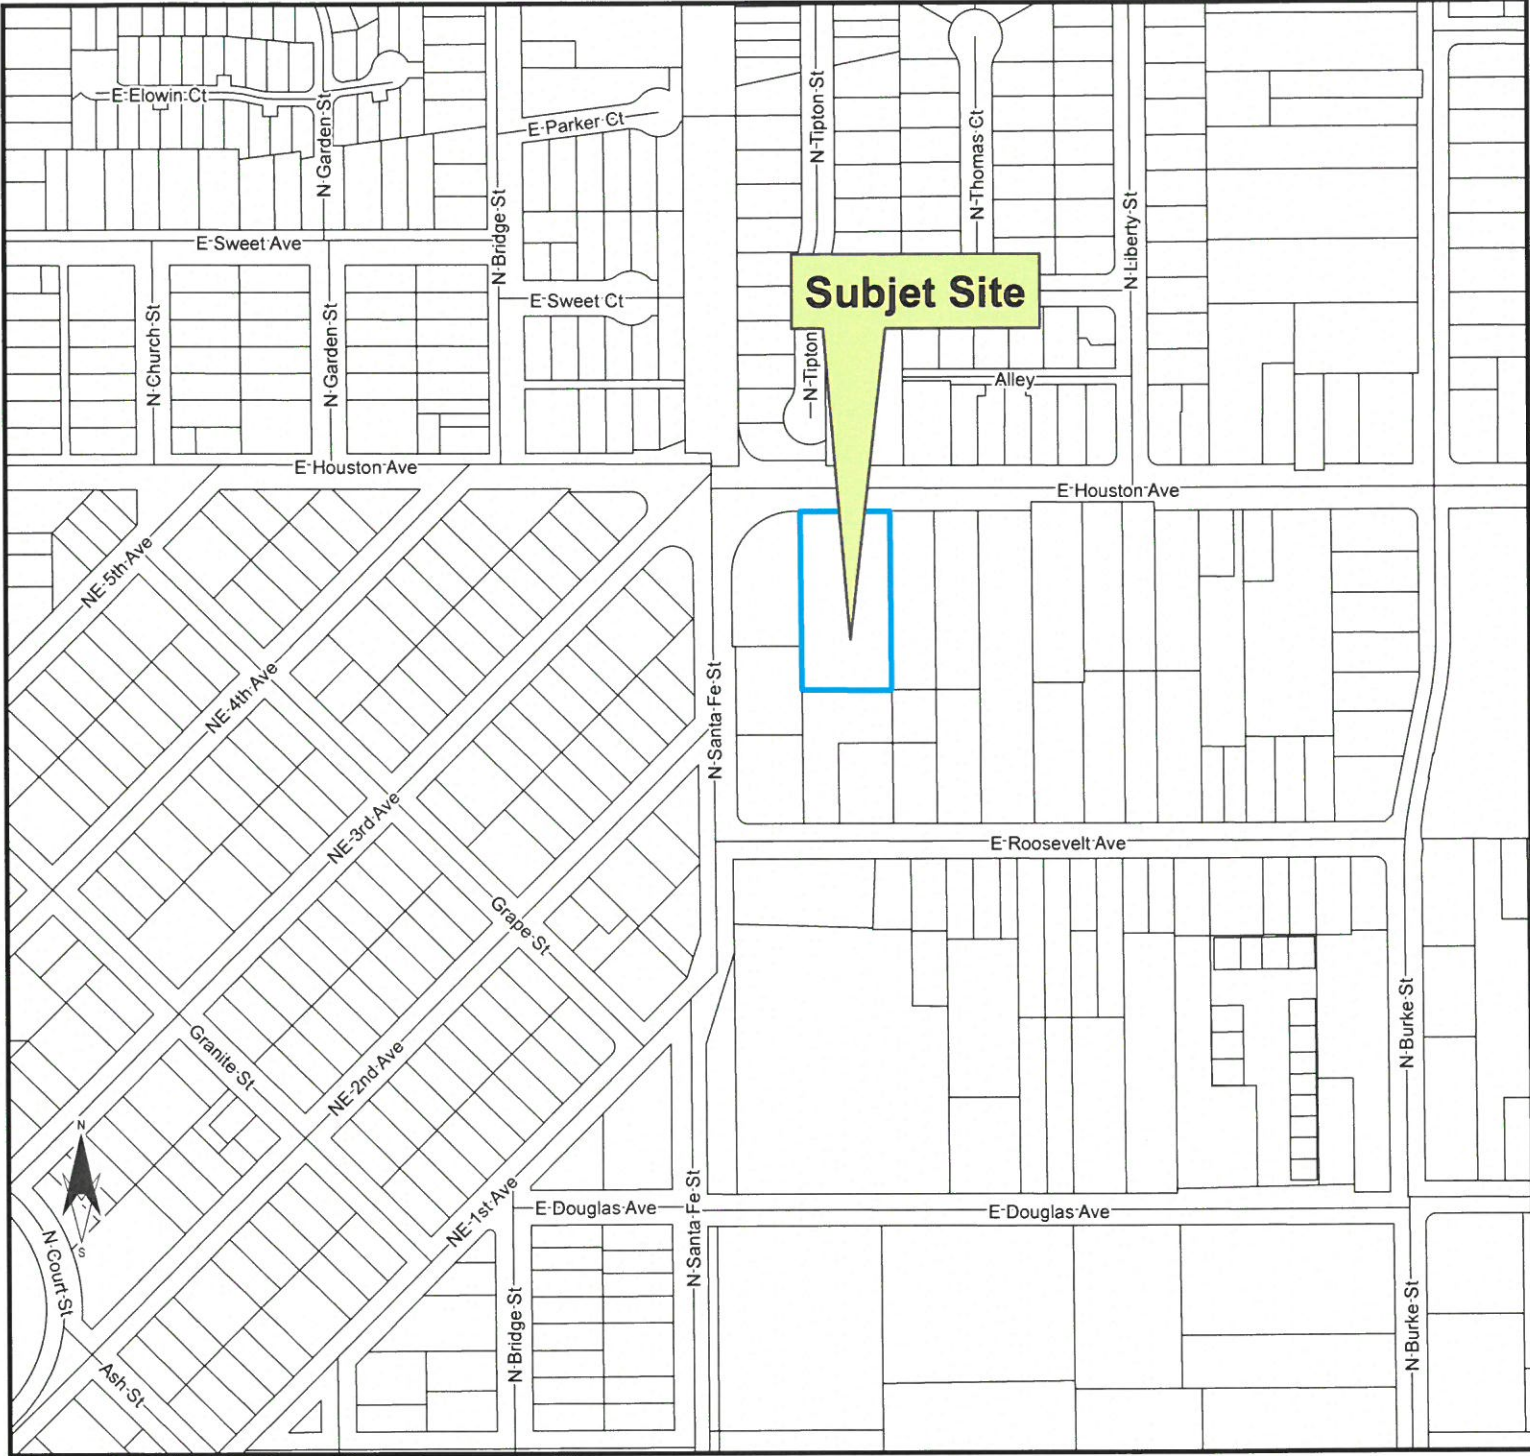 E Elowin Ct
N Garden St
E Parker Ct
N Tipton St
N Thomas Ct
N Bridge St
N Liberty St
E Sweet Ave
Subjet Site
E Sweet Ct
N Church St
N Garden St
N Tipton
Alley
E Houston Ave
E Houston Ave
NE 5th Ave
NE 4th Ave
N Santa Fe St
NE 3rd Ave
E Roosevelt Ave
Grape St
N Burke St
Granite St
NE 2nd Ave
N
S
NE 1st Ave
E Douglas Ave
N Santa Fe St
E Douglas Ave
N Court St
N Bridge St
N Burke St
Ash St